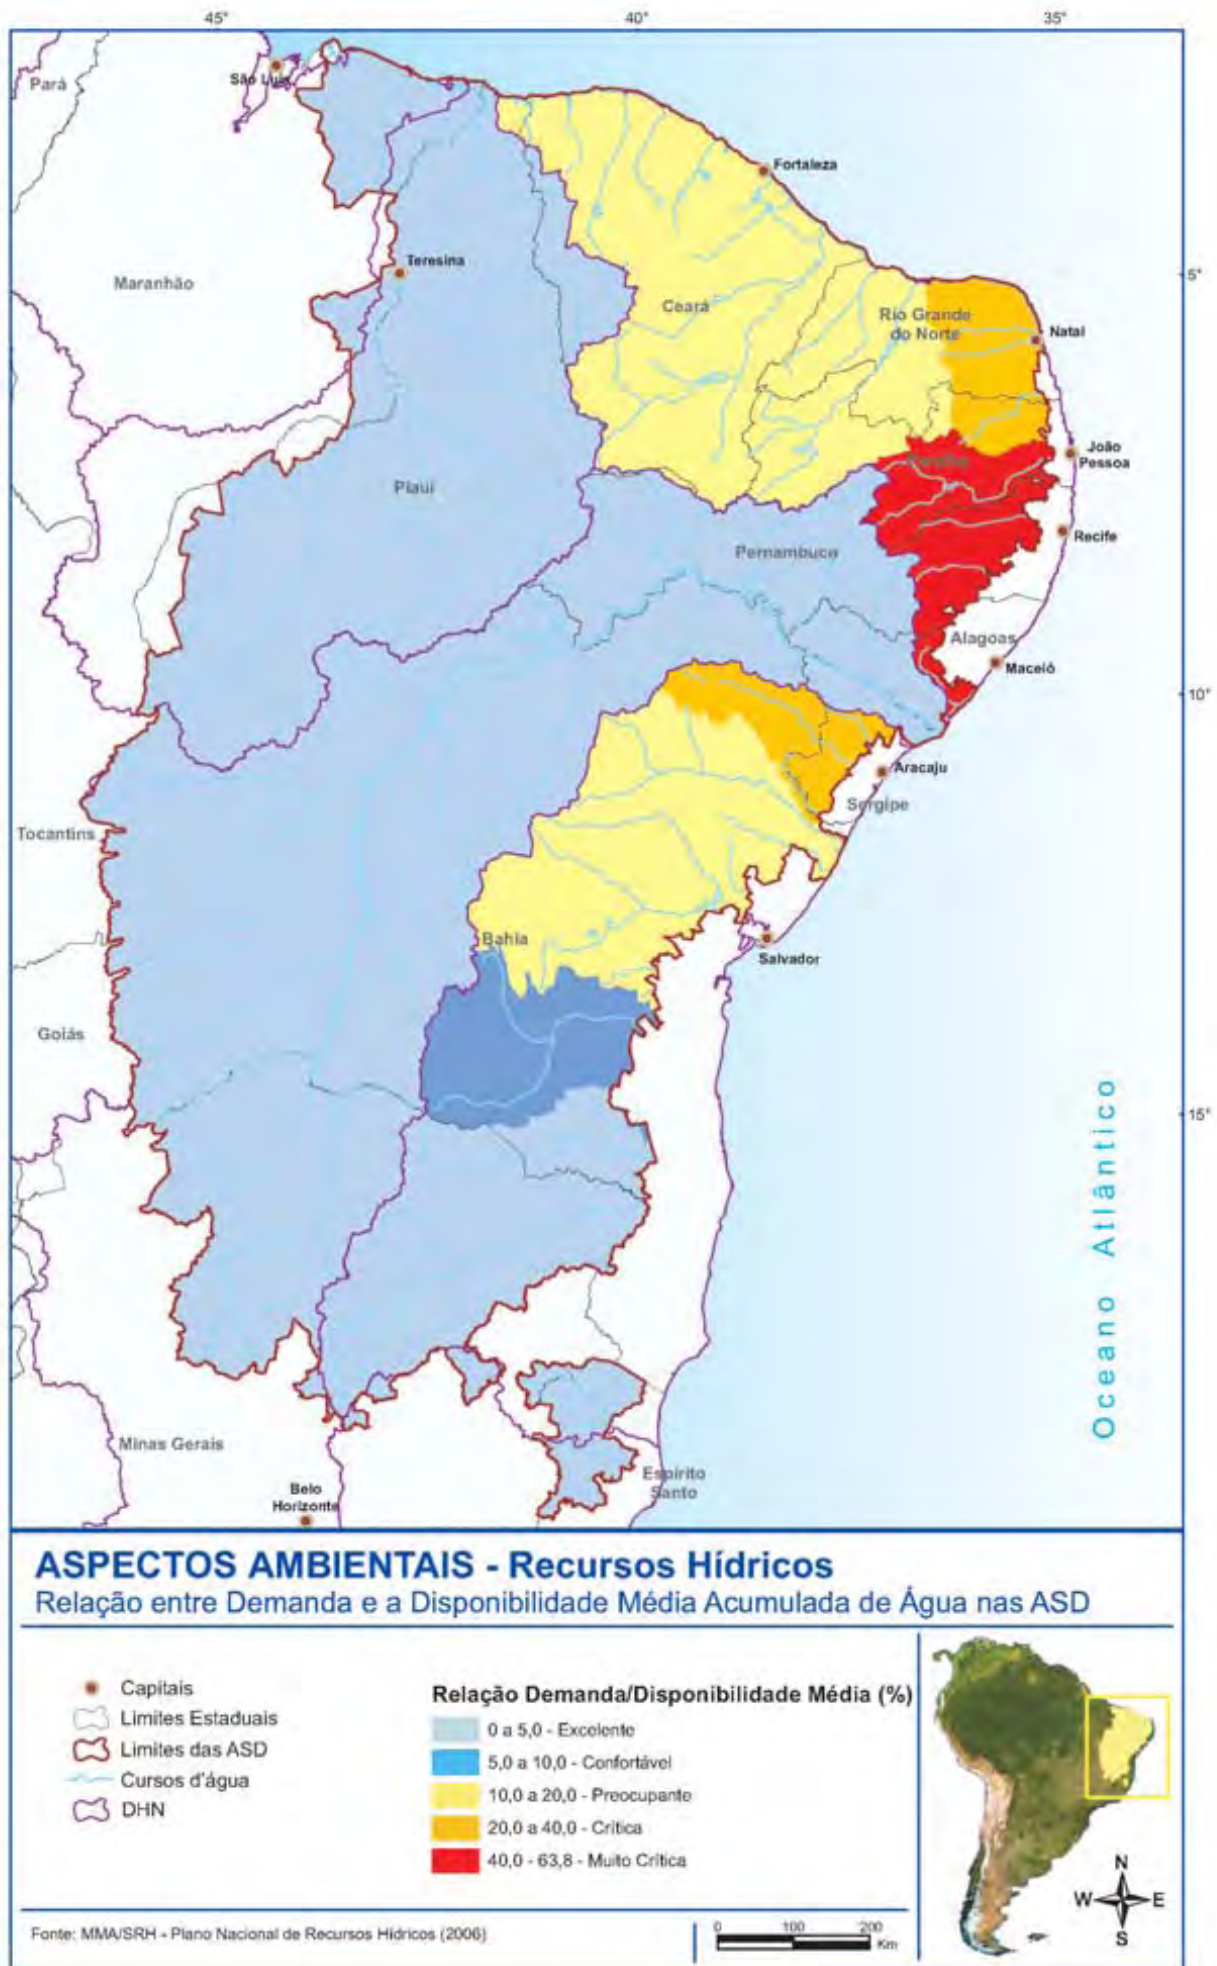 45°
40°
35°
São Luís
Pará
Fortaleza
Teresina
5°
Maranhão
Ceará
Rio Grande
do Norte
Natal
João
Pessoa
Piauí
Recife
Pernambuco
Alagoas
Maceió
10°
Aracaju
Sergipe
Tocantins
Bahia
Salvador
Goiás
15°
Oceano Atlântico
Minas Gerais
Espírito
Santo
Belo
Horizonte
ASPECTOS AMBIENTAIS - Recursos Hídricos
Relação entre Demanda e a Disponibilidade Média Acumulada de Água nas ASD
Capitais
Limites Estaduais
Limites das ASD
Cursos d'água
DHN
Relação Demanda/Disponibilidade Média (%)
0 a 5,0 - Excelente
5,0 a 10,0 - Confortável
10,0 a 20,0 - Preocupante
20,0 a 40,0 - Crítica
40,0 - 63,8 - Muito Crítica
N
W E
S
Fonte: MMA/SRH - Plano Nacional de Recursos Hídricos (2006)
0 100 200
Km